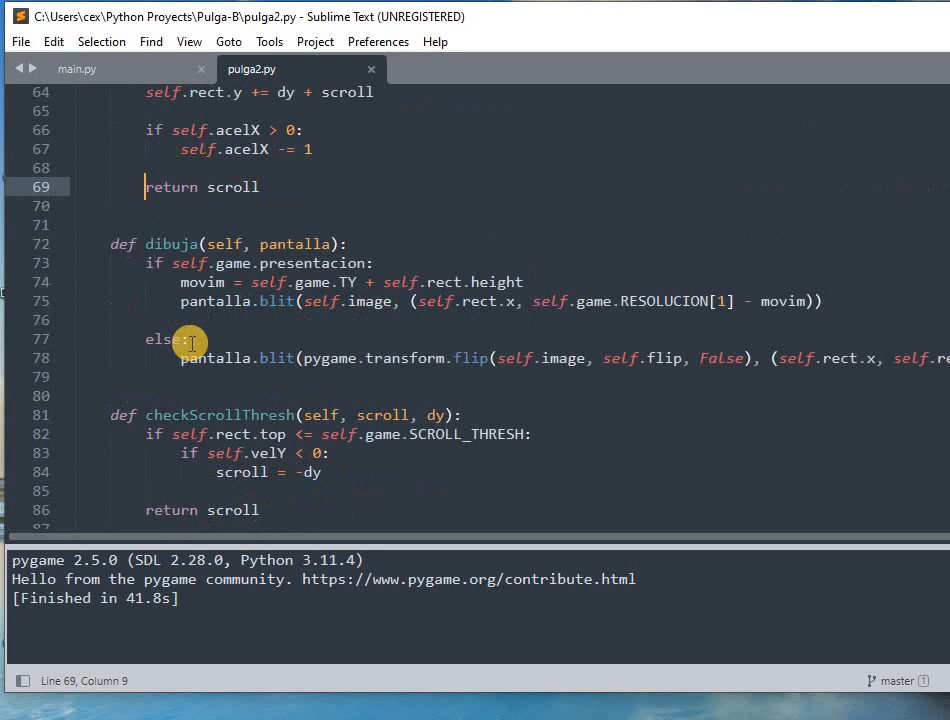 C:\Users\cex\Python Proyects\Pulga-B\pulga2.py - Sublime Text (UNREGISTERED)
File Edit Selection Find View Goto Tools Project Preferences Help
main.py × pulga2.py ×
64 self.rect.y += dy + scroll
65
66 if self.acelX > 0:
67 self.acelX -= 1
68
69 return scroll
70
71
72 def dibuja(self, pantalla):
73 if self.game.presentacion:
74 movim = self.game.TY + self.rect.height
75 pantalla.blit(self.image, (self.rect.x, self.game.RESOLUCION[1] - movim))
76
77 else:
78 pantalla.blit(pygame.transform.flip(self.image, self.flip, False), (self.rect.x, self.re
79
80
81 def checkScrollThresh(self, scroll, dy):
82 if self.rect.top <= self.game.SCROLL_THRESH:
83 if self.velY < 0:
84 scroll = -dy
85
86 return scroll
87
pygame 2.5.0 (SDL 2.28.0, Python 3.11.4)
Hello from the pygame community. https://www.pygame.org/contribute.html
[Finished in 41.8s]
Line 69, Column 9 master 1